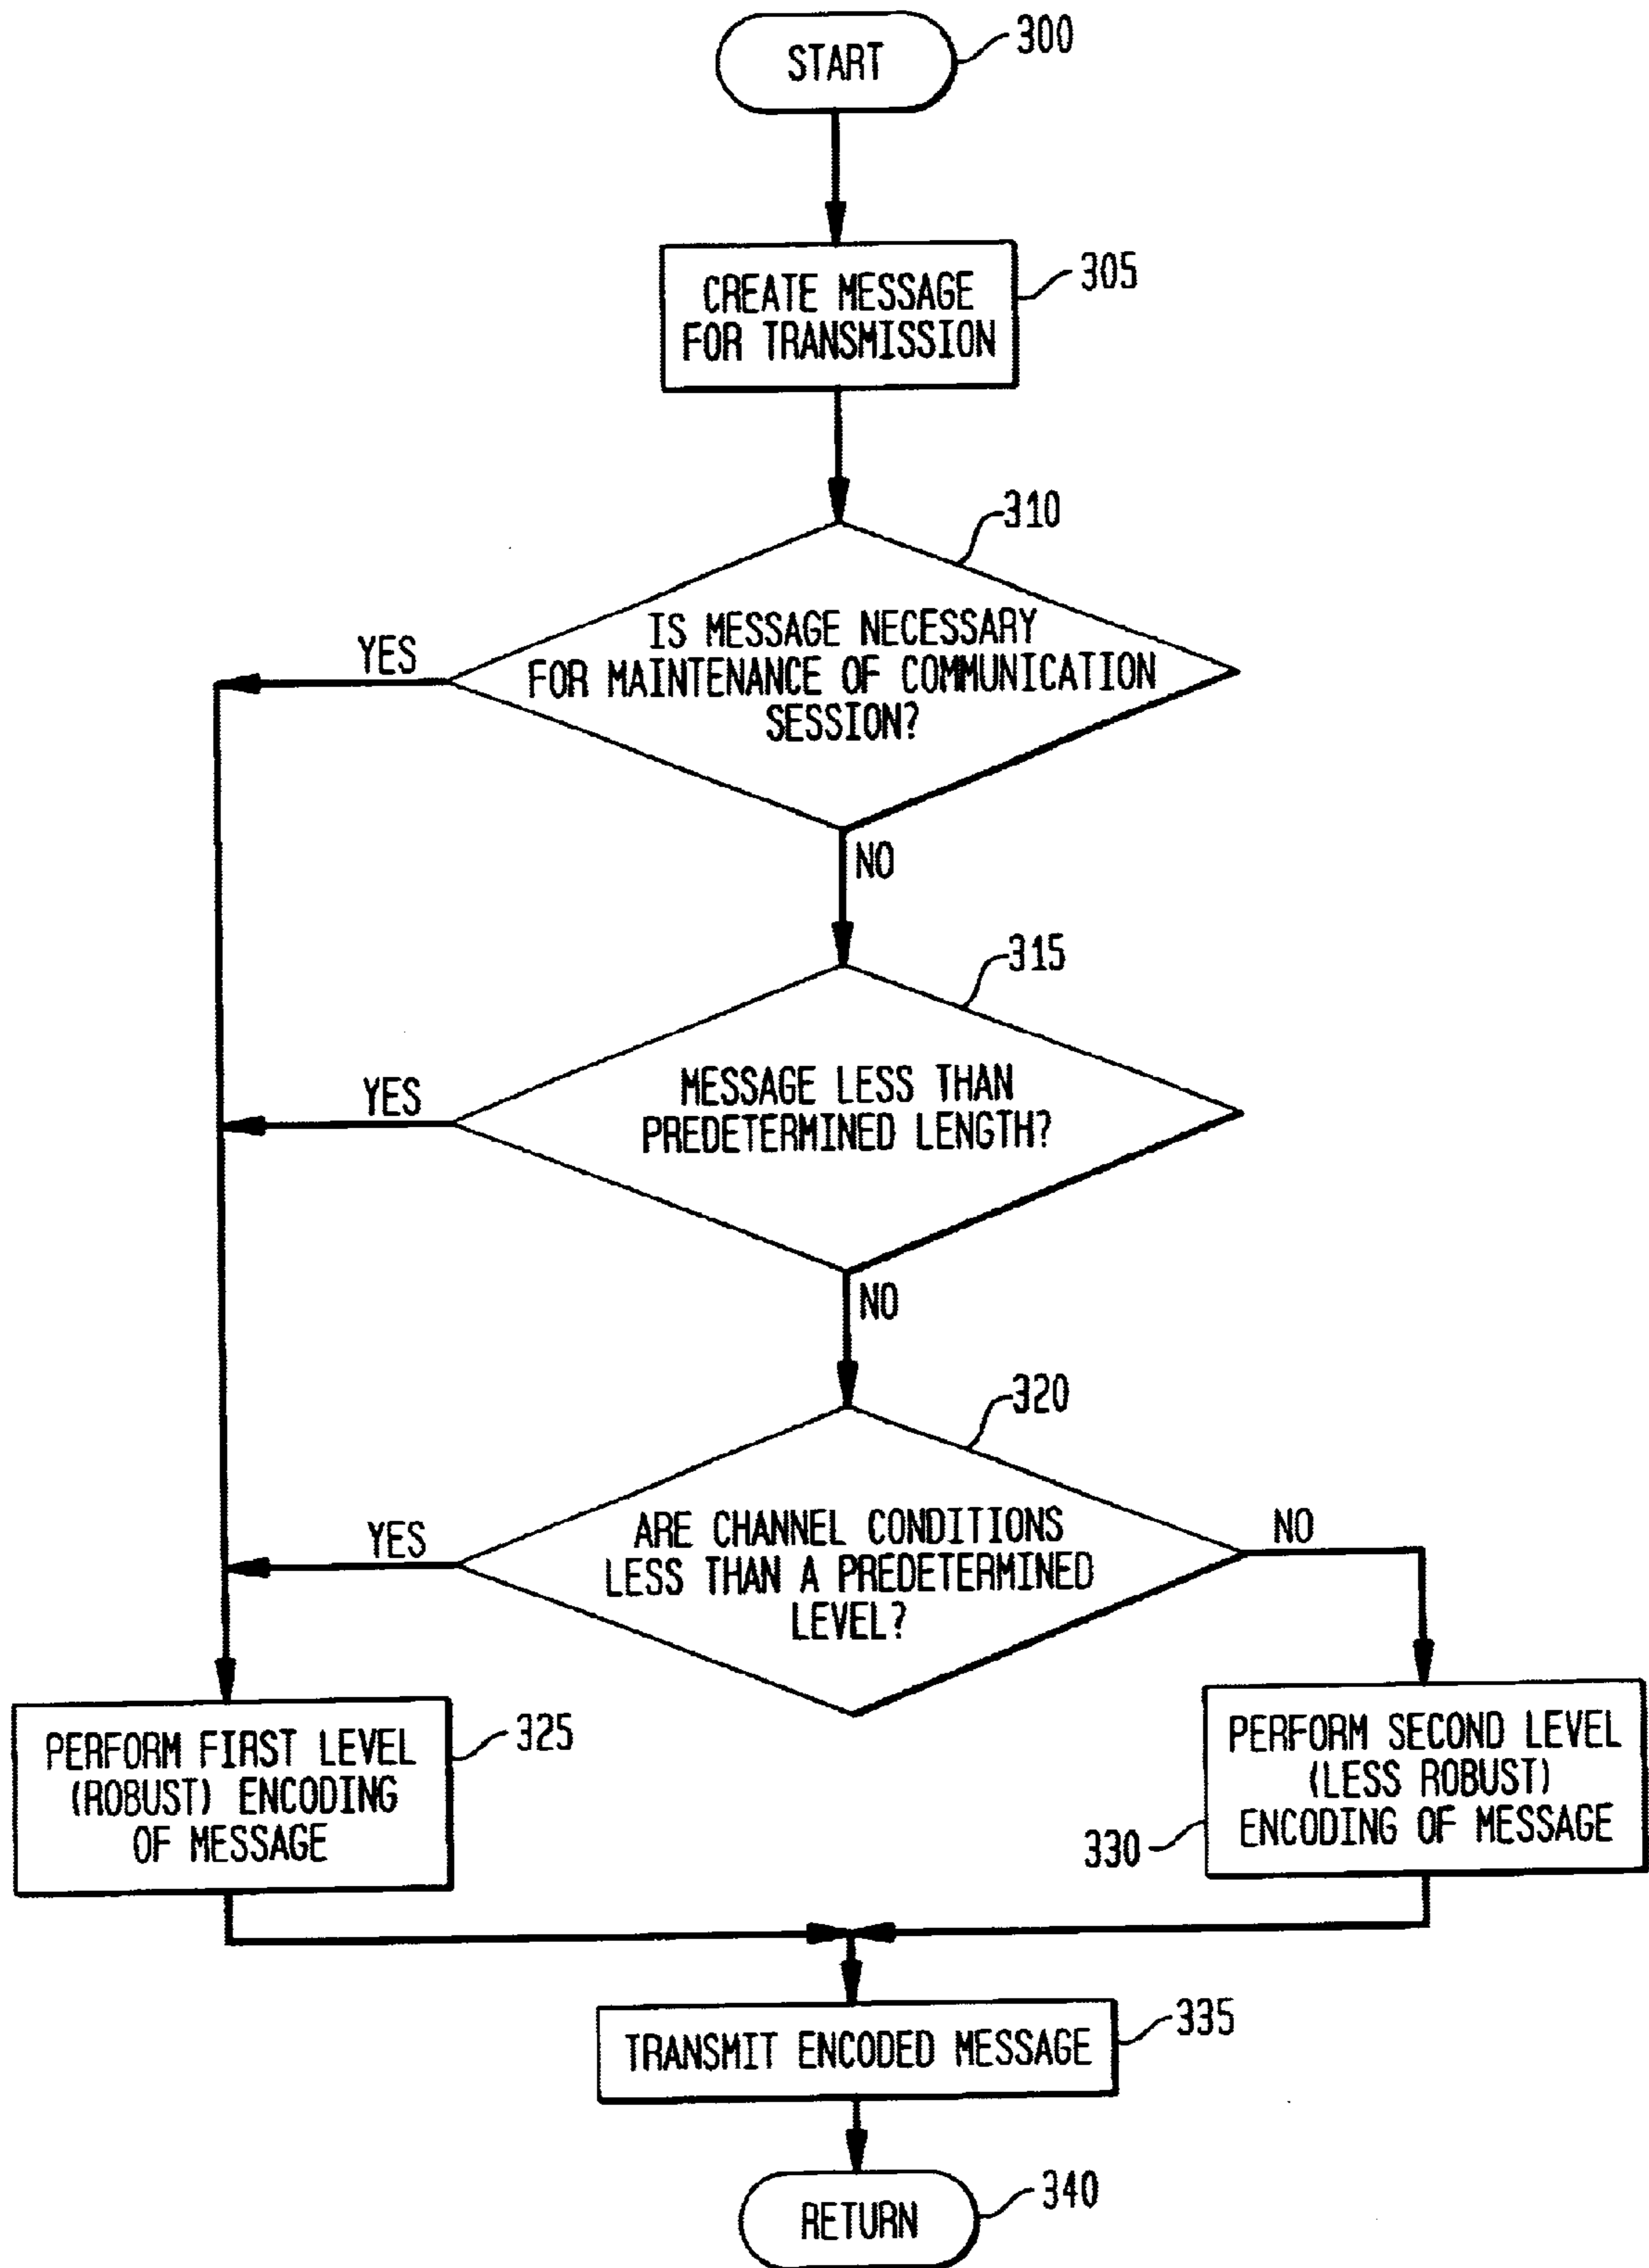 START
300
CREATE MESSAGE
FOR TRANSMISSION
305
310
IS MESSAGE NECESSARY
FOR MAINTENANCE OF COMMUNICATION
SESSION?
YES
NO
315
MESSAGE LESS THAN
PREDETERMINED LENGTH?
YES
NO
320
ARE CHANNEL CONDITIONS
LESS THAN A PREDETERMINED
LEVEL?
YES
NO
PERFORM FIRST LEVEL
(ROBUST) ENCODING
OF MESSAGE
325
PERFORM SECOND LEVEL
(LESS ROBUST)
ENCODING OF MESSAGE
330
TRANSMIT ENCODED MESSAGE
335
RETURN
340